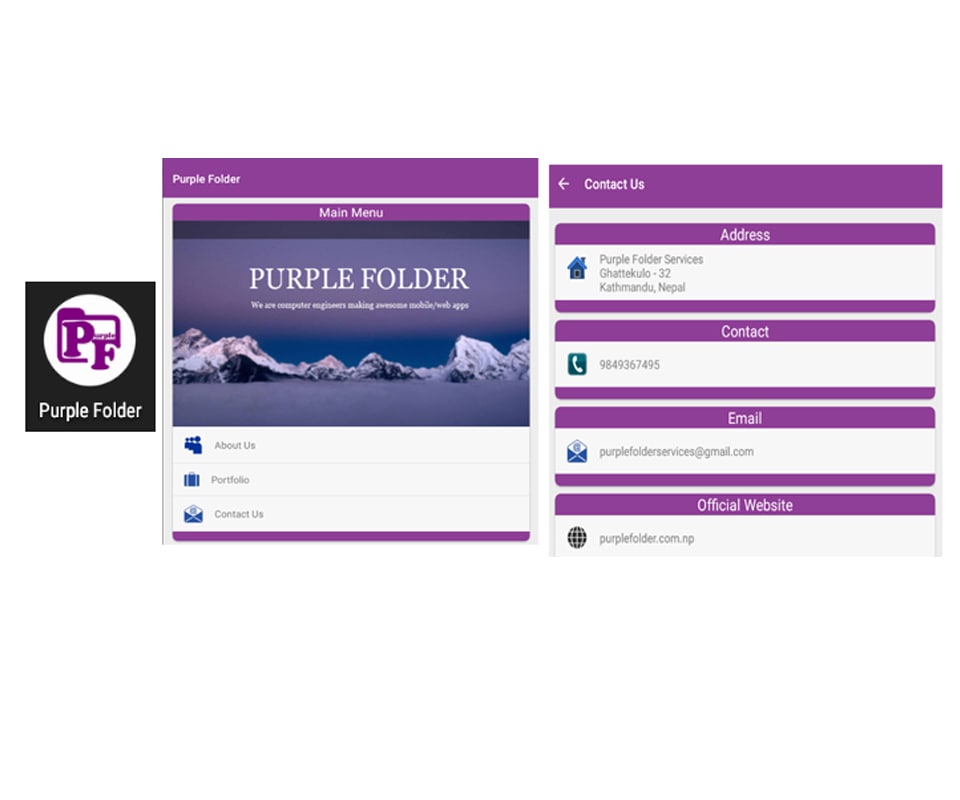 Purple
PF
Purple Folder
Purple Folder
Main Menu
PURPLE FOLDER
We are computer engineers making awesome mobile/web apps
About Us
Portfolio
Contact Us
Contact Us
Address
Purple Folder Services
Ghattekulo - 32
Kathmandu, Nepal
Contact
9849367495
Email
purplefolderservices@gmail.com
Official Website
purplefolder.com.np